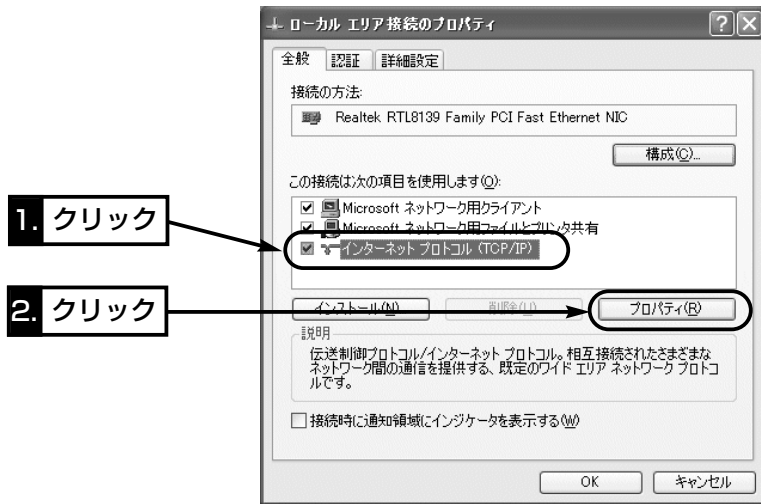 ローカル エリア接続のプロパティ
全般 認証 詳細設定
接続の方法:
Realtek RTL8139 Family PCI Fast Ethernet NIC
構成(C)...
この接続は次の項目を使用します(O):
Microsoft ネットワーク用クライアント
Microsoft ネットワーク用ファイルとプリンタ共有
インターネット プロトコル (TCP/IP)
1. クリック
2. クリック
インストール(N) 削除(U) プロパティ(R)
説明
伝送制御プロトコル/インターネット プロトコル。相互接続されたさまざまな
ネットワーク間の通信を提供する、既定のワイド エリア ネットワーク プロトコ
ルです。
接続時に通知領域にインジケータを表示する(W)
OK キャンセル